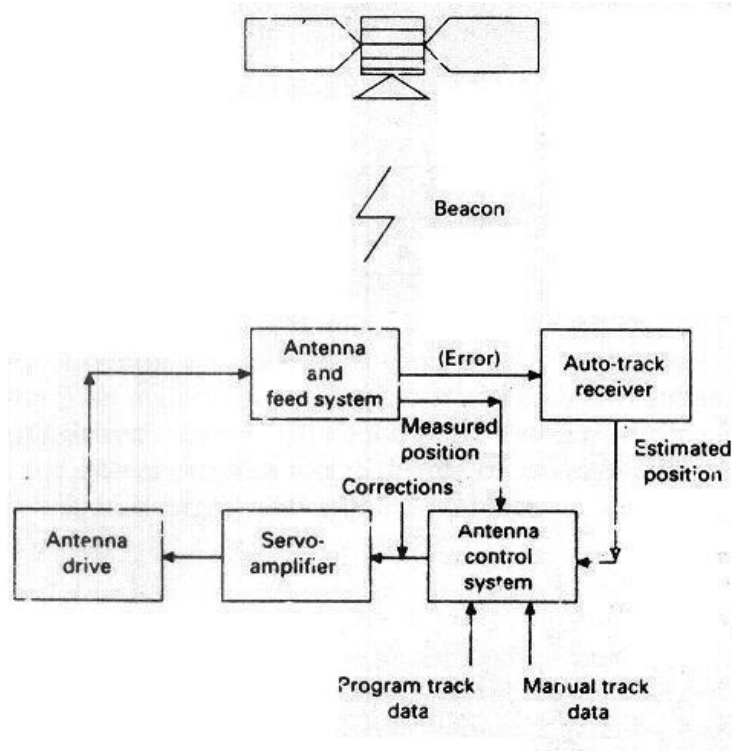 Beacon
Antenna
and
feed system
(Error)
Auto-track
receiver
Measured
position
Estimated
position
Corrections
Antenna
drive
Servo-
amplifier
Antenna
control
system
Program track
data
Manual track
data